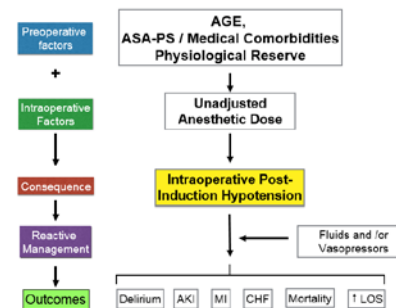 Preoperative
factors
+
Intraoperative
Factors
Consequence
Reactive
Management
Outcomes
AGE,
ASA-PS / Medical Comorbidities
Physiological Reserve
Unadjusted
Anesthetic Dose
Intraoperative Post-
Induction Hypotension
Fluids and /or
Vasopressors
Delirium
AKI
MI
CHF
Mortality
↑ LOS